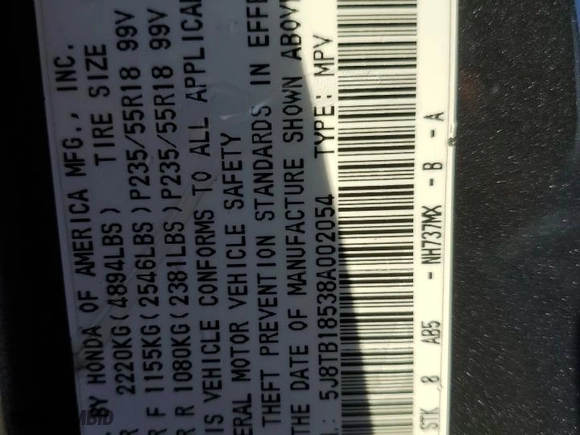 BY HONDA OF AMERICA MFG., INC.
2220KG(4894LBS) TIRE SIZE
R F 1155KG(2546LBS)P235/55R18 99V
R R 1080KG(2381LBS)P235/55R18 99V
IS VEHICLE CONFORMS TO ALL APPLICA
ERAL MOTOR VEHICLE SAFETY
THEFT PREVENTION STANDARDS IN EFFE
THE DATE OF MANUFACTURE SHOWN ABOV
5J8TB18538A002054 TYPE: MPV
STK 8 AB5 - NH737MX - B - A